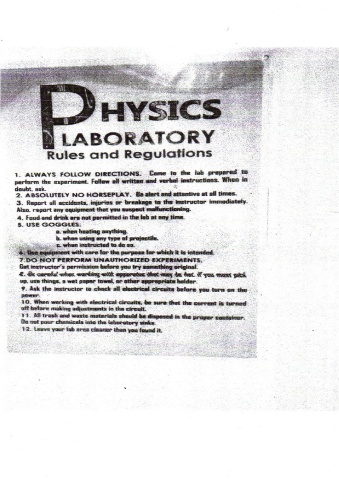 PHYSICS
LABORATORY
Rules and Regulations
1. ALWAYS FOLLOW DIRECTIONS. Come to the lab prepared to
perform the experiment. Follow all written and verbal instructions. When in
doubt, ask.
2. ABSOLUTELY NO HORSEPLAY. Be alert and attentive at all times.
3. Report all accidents, injuries or breakage to the instructor immediately.
Also, report any equipment that you suspect malfunctioning.
4. Food and drink are not permitted in the lab at any time.
5. USE GOGGLES:
a. when heating anything.
b. when using any type of projectile.
c. when instructed to do so.
6. Use equipment with care for the purpose for which it is intended.
7. DO NOT PERFORM UNAUTHORIZED EXPERIMENTS.
Get instructor's permission before you try something original.
8. Be careful when working with apparatus that may be hot. If you must pick
up, use things, a wet paper towel, or other appropriate holder.
9. Ask the instructor to check all electrical circuits before you turn on the
power.
10. When working with electrical circuits, be sure that the current is turned
off before making adjustments in the circuit.
11. All trash and waste materials should be disposed in the proper container.
Do not pour chemicals into the laboratory sinks.
12. Leave your lab area cleaner than you found it.